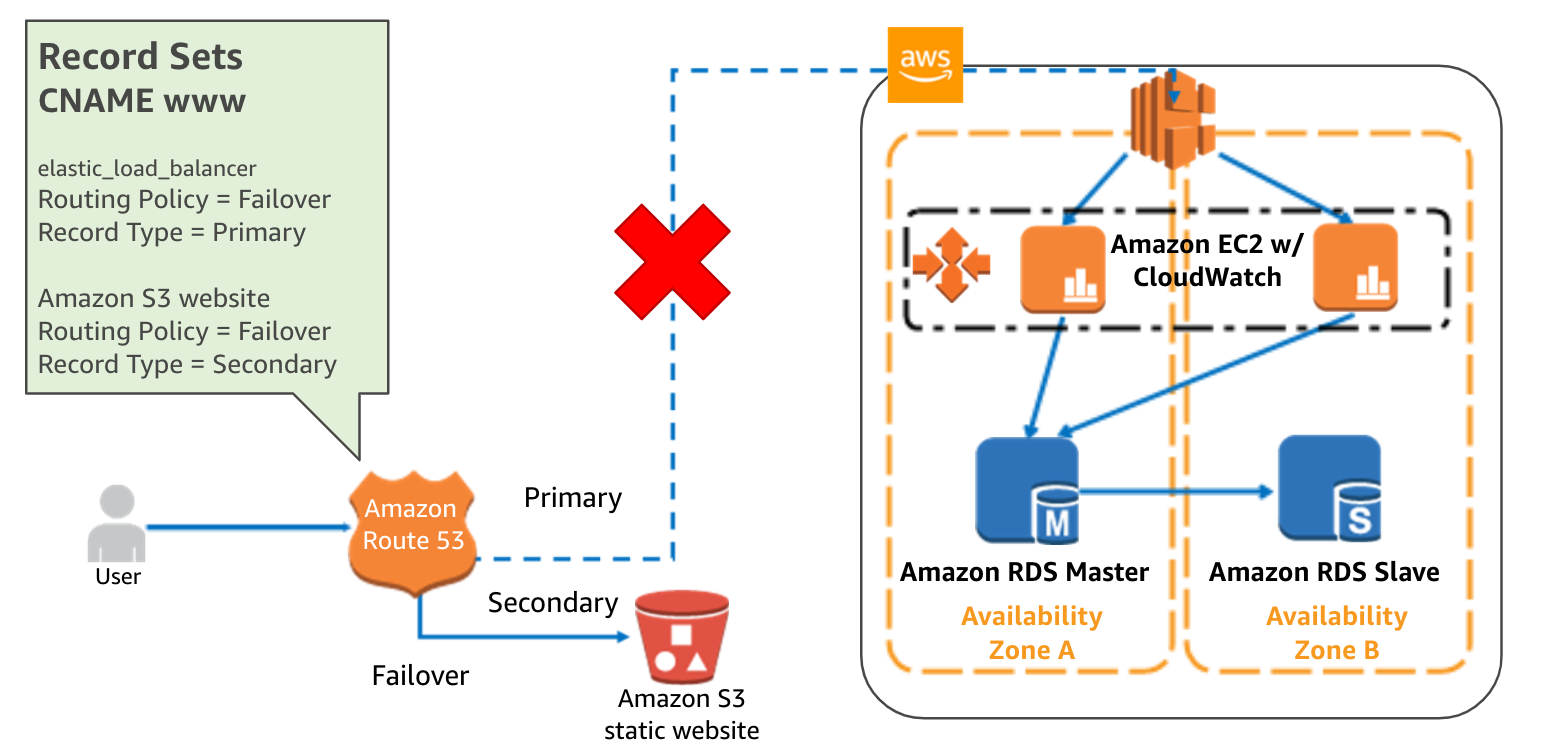 Record Sets
CNAME www
elastic_load_balancer
Routing Policy = Failover
Record Type = Primary
Amazon S3 website
Routing Policy = Failover
Record Type = Secondary
User
Amazon
Route 53
Primary
Secondary
Failover
Amazon S3
static website
aws
Amazon EC2 w/
CloudWatch
M
S
Amazon RDS Master
Amazon RDS Slave
Availability
Zone A
Availability
Zone B